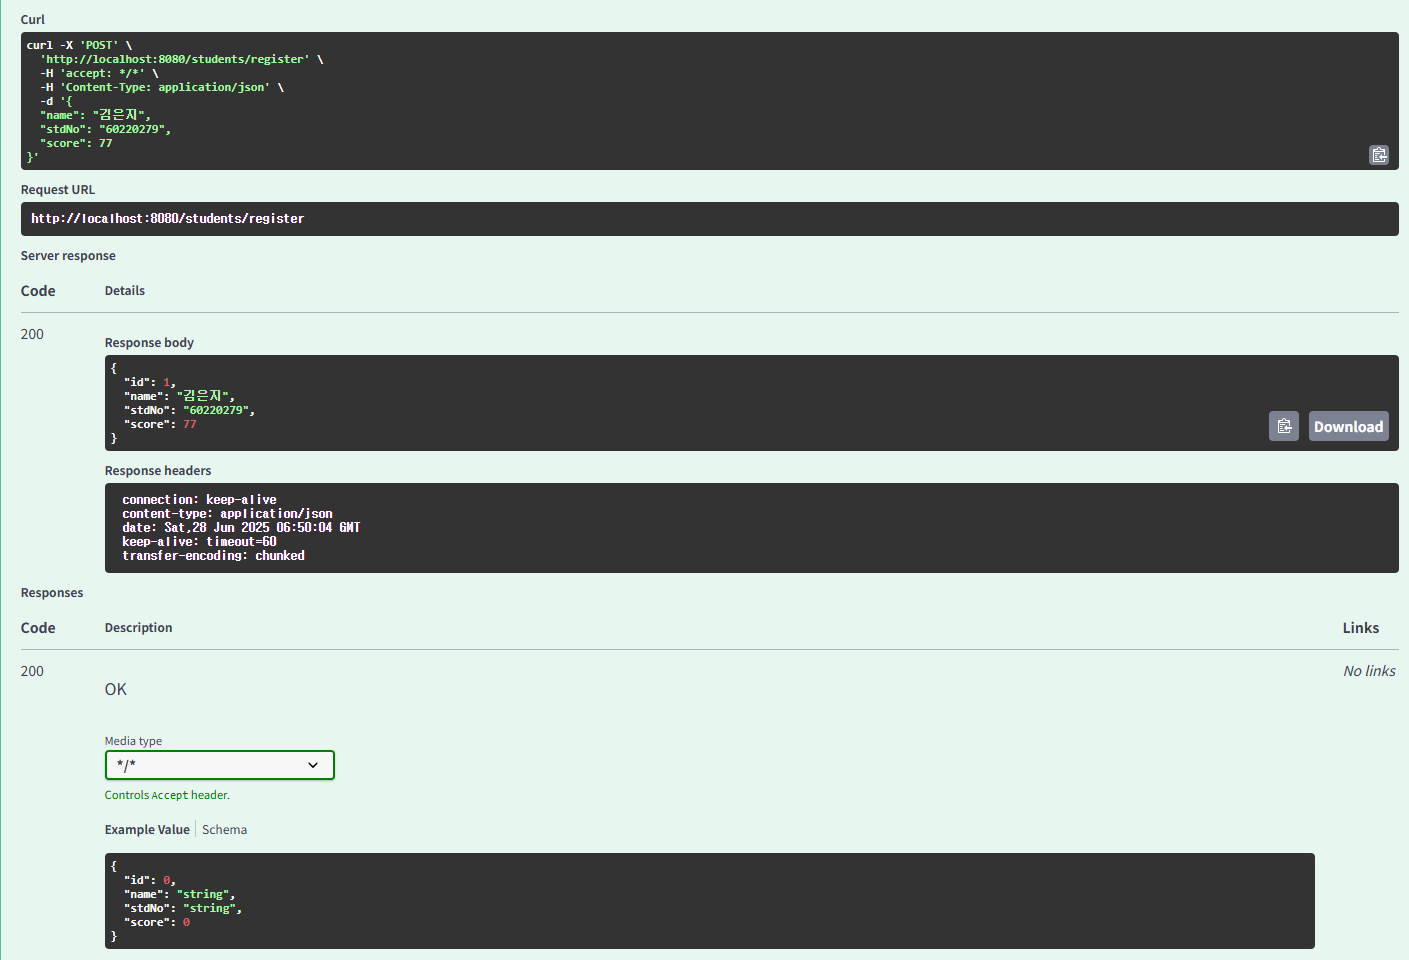 Curl
curl -X 'POST' \
'http://localhost:8080/students/register' \
-H 'accept: */*' \
-H 'Content-Type: application/json' \
-d '{
"name": "김은지",
"stdNo": "60220279",
"score": 77
}'
Request URL
http://localhost:8080/students/register
Server response
Code Details
200
Response body
{
"id": 1,
"name": "김은지",
"stdNo": "60220279",
"score": 77
}
Download
Response headers
connection: keep-alive
content-type: application/json
date: Sat,28 Jun 2025 06:50:04 GMT
keep-alive: timeout=60
transfer-encoding: chunked
Responses
Code Description Links
200 No links
OK
Media type
*/*
Controls Accept header.
Example Value Schema
{
"id": 0,
"name": "string",
"stdNo": "string",
"score": 0
}